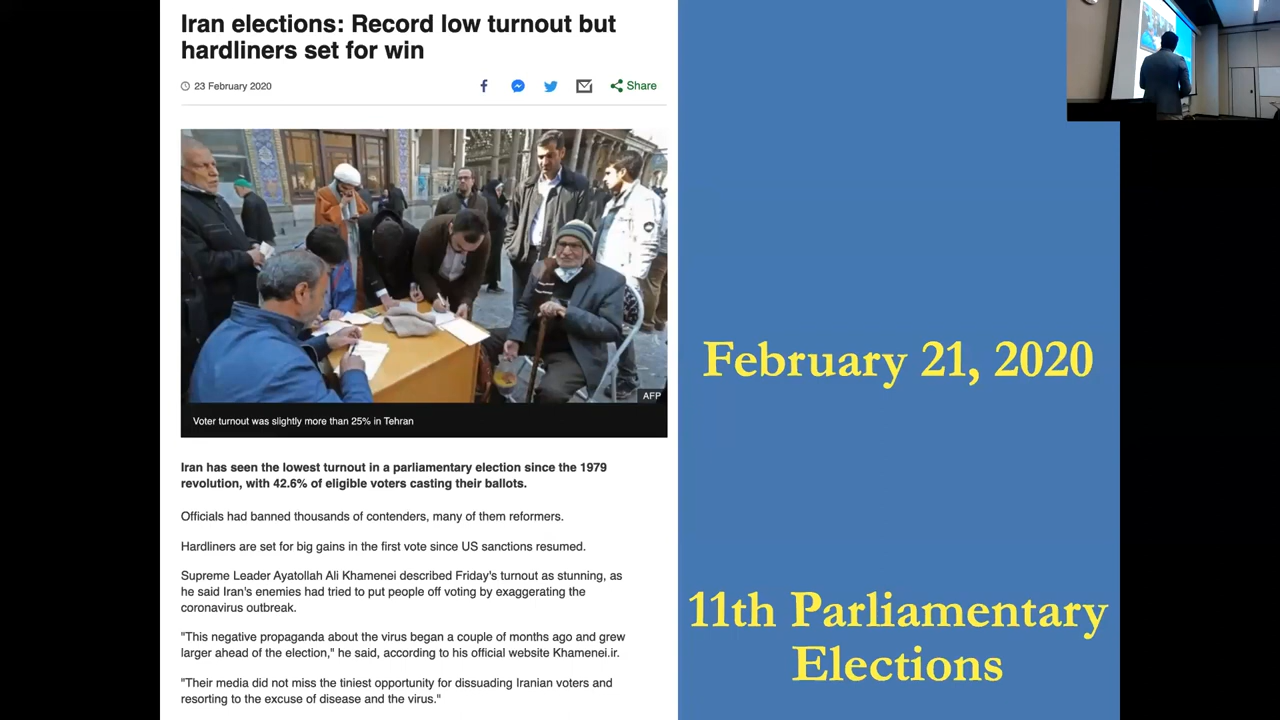 Iran elections: Record low turnout but
hardliners set for win
23 February 2020
Share
AFP
Voter turnout was slightly more than 25% in Tehran
Iran has seen the lowest turnout in a parliamentary election since the 1979
revolution, with 42.6% of eligible voters casting their ballots.
Officials had banned thousands of contenders, many of them reformers.
Hardliners are set for big gains in the first vote since US sanctions resumed.
Supreme Leader Ayatollah Ali Khamenei described Friday's turnout as stunning, as
he said Iran's enemies had tried to put people off voting by exaggerating the
coronavirus outbreak.
"This negative propaganda about the virus began a couple of months ago and grew
larger ahead of the election," he said, according to his official website Khamenei.ir.
"Their media did not miss the tiniest opportunity for dissuading Iranian voters and
resorting to the excuse of disease and the virus."
February 21, 2020
11th Parliamentary
Elections